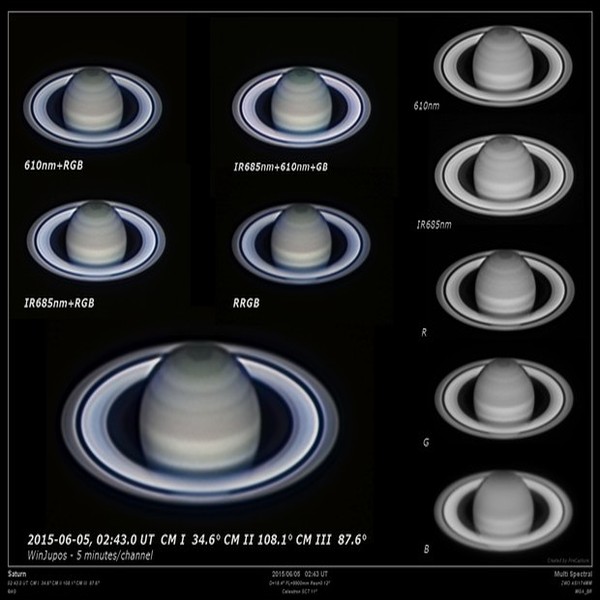 610nm+RGB
IR685nm+610nm+GB
610nm
IR685nm
IR685nm+RGB
RRGB
R
G
B
2015-06-05, 02:43.0 UT CM I 34.6° CM II 108.1° CM III 87.6°
WinJupos - 5 minutes/channel
Saturn
2015/06/05 02:43 UT
Multi Spectral
Celestron SCT 11"